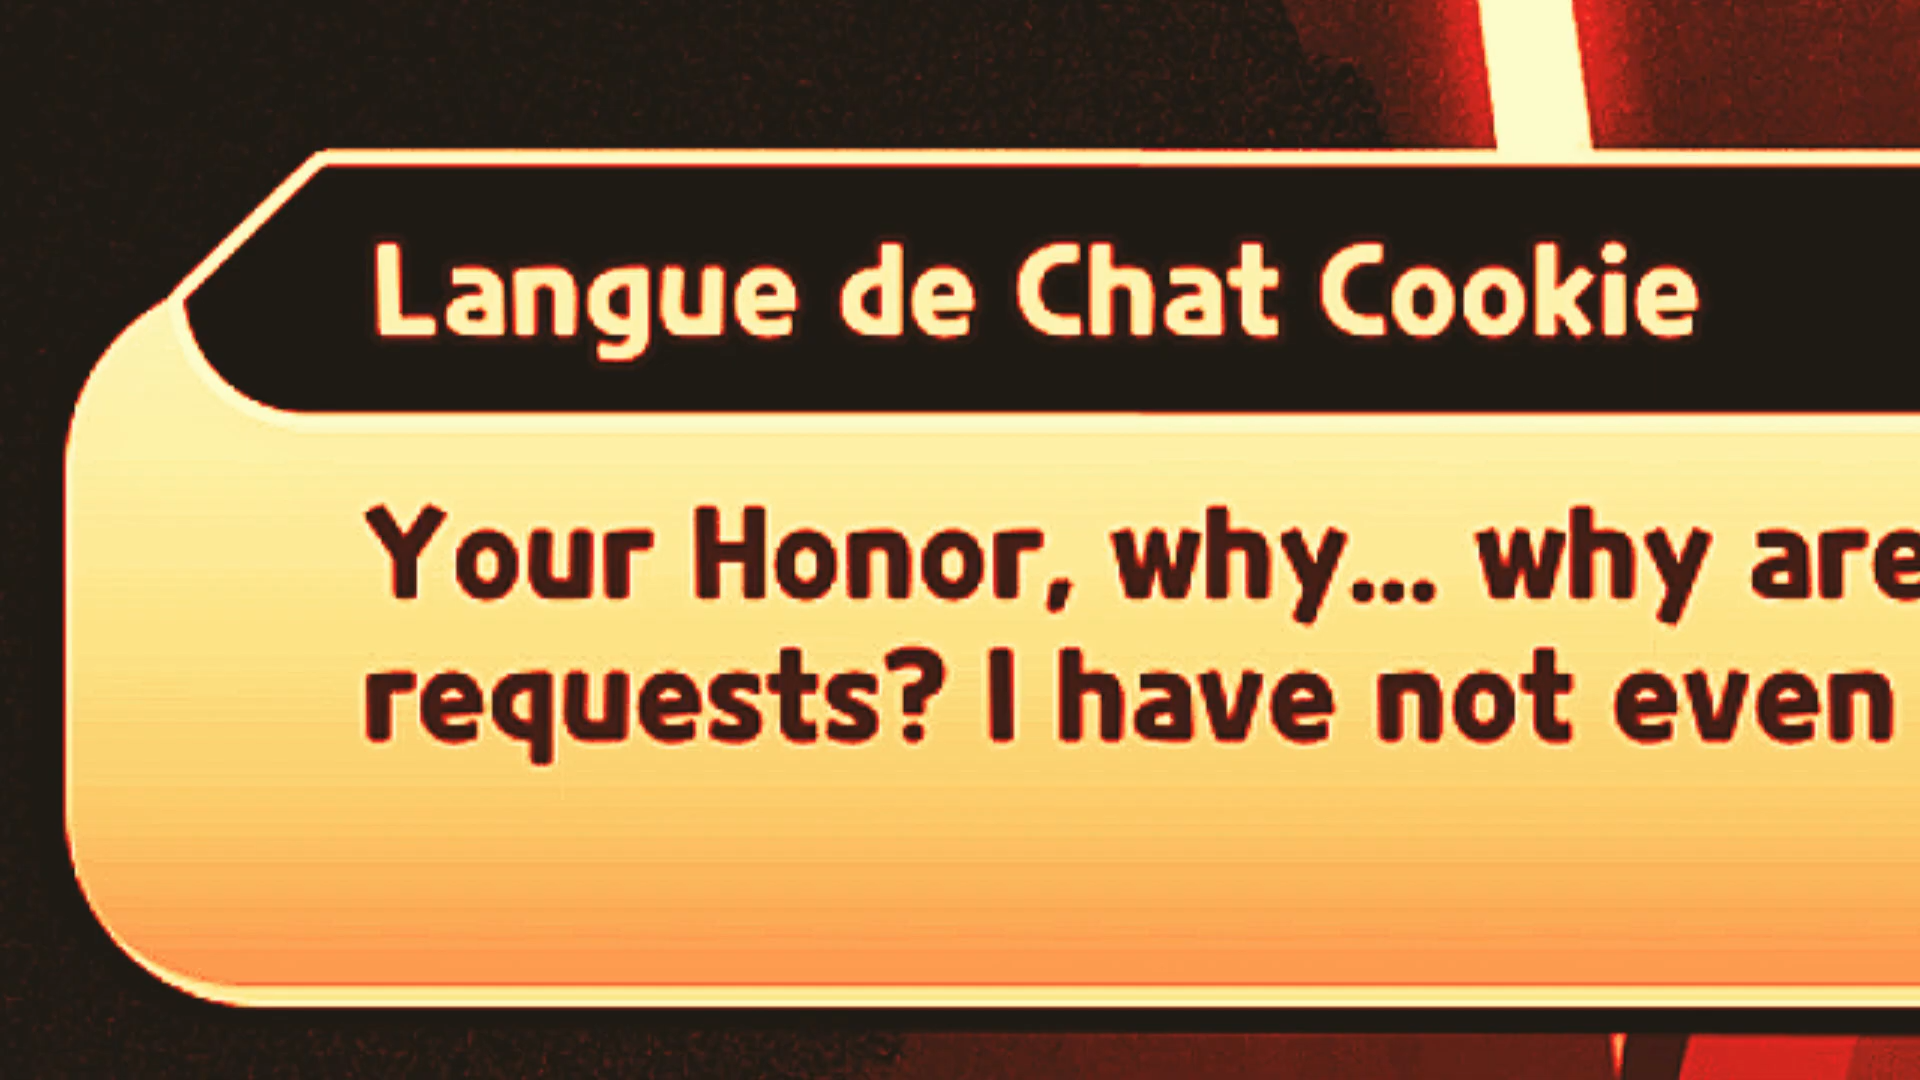 Langue de Chat Cookie
Your Honor, why... why are
requests? I have not even